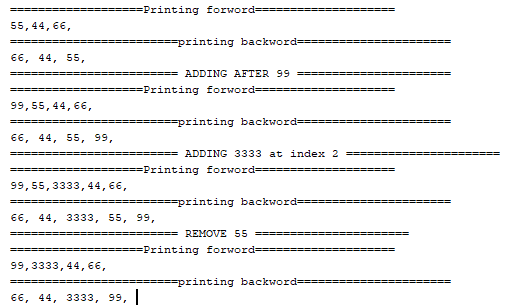 ===================Printing forword====================
55,44,66,
========================printing backword======================
66, 44, 55,
======================== ADDING AFTER 99 ======================
===================Printing forword====================
99,55,44,66,
========================printing backword======================
66, 44, 55, 99,
======================== ADDING 3333 at index 2 ======================
===================Printing forword====================
99,55,3333,44,66,
========================printing backword======================
66, 44, 3333, 55, 99,
======================== REMOVE 55 ======================
===================Printing forword====================
99,3333,44,66,
========================printing backword======================
66, 44, 3333, 99,